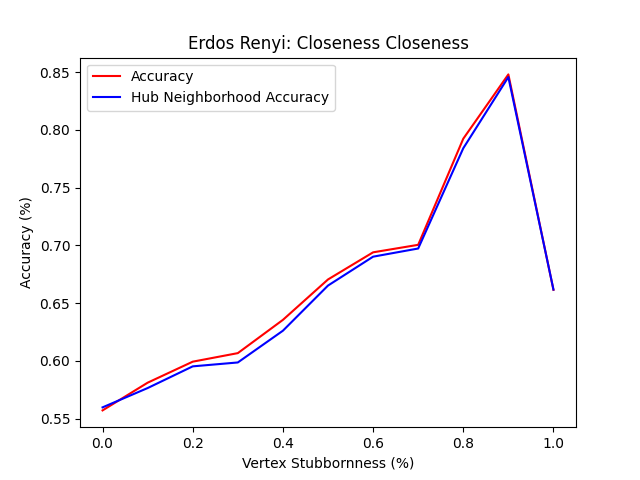 Erdos Renyi: Closeness Closeness
Accuracy
Hub Neighborhood Accuracy
Accuracy (%)
0.85
0.80
0.75
0.70
0.65
0.60
0.55
0.0 0.2 0.4 0.6 0.8 1.0
Vertex Stubbornness (%)